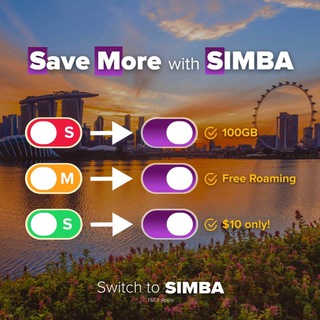 Save More with SIMBA
S 100GB
M Free Roaming
S $10 only!
Switch to SIMBA
T&Cs Apply